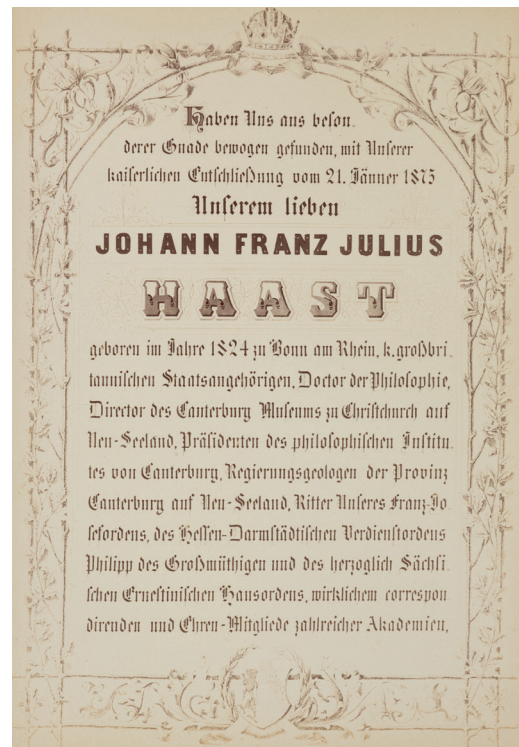 Haben Uns aus beson-
derer Gnade bewogen gefunden, mit Unserer
kaiserlichen Entschließung vom 21. Jänner 1875
Unserem lieben
JOHANN FRANZ JULIUS
HAAST
geboren im Jahre 1824 zu Bonn am Rhein, k. großbri-
tannischen Staatsangehörigen, Doctor der Philosophie,
Director des Canterbury Museums zu Christchurch auf
Neu-Seeland, Präsidenten des philosophischen Institu-
tes von Canterbury, Regierungsgeologen der Provinz
Canterbury auf Neu-Seeland, Ritter Unseres Franz-Jo-
sefordens, des Hessen-Darmstädtischen Verdienstordens
Philipp des Großmüthigen und des herzoglich Sächsi-
schen Ernestinischen Hausordens, wirklichem correspon-
direnden und Ehren-Mitgliede zahlreicher Akademien,